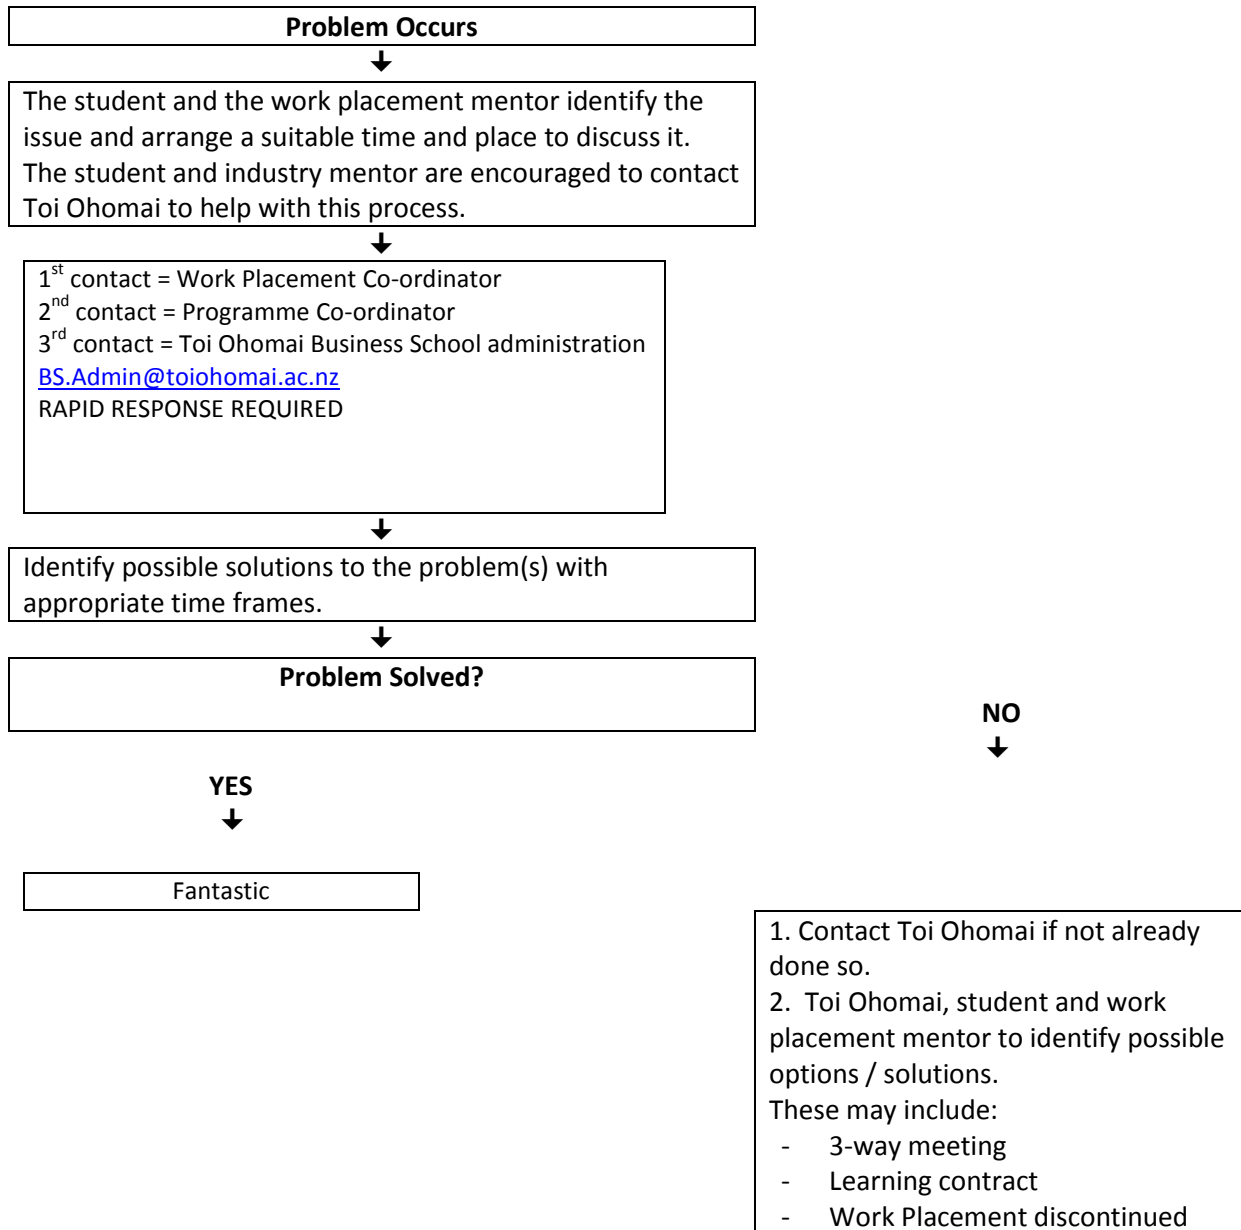 Problem Occurs
The student and the work placement mentor identify the
issue and arrange a suitable time and place to discuss it.
The student and industry mentor are encouraged to contact
Toi Ohomai to help with this process.
1st contact = Work Placement Co-ordinator
2nd contact = Programme Co-ordinator
3rd contact = Toi Ohomai Business School administration
BS.Admin@toiohomai.ac.nz
RAPID RESPONSE REQUIRED
Identify possible solutions to the problem(s) with
appropriate time frames.
Problem Solved?
NO
YES
Fantastic
1. Contact Toi Ohomai if not already
done so.
2. Toi Ohomai, student and work
placement mentor to identify possible
options / solutions.
These may include:
- 3-way meeting
- Learning contract
- Work Placement discontinued